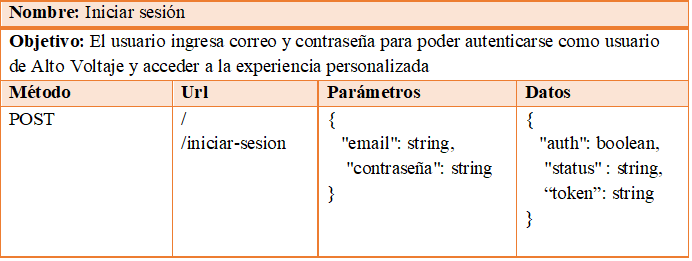 Nombre: Iniciar sesión
Objetivo: El usuario ingresa correo y contraseña para poder autenticarse como usuario
de Alto Voltaje y acceder a la experiencia personalizada
Método Url Parámetros Datos
POST / { {
/iniciar-sesion "email": string, "auth": boolean,
"contraseña": string "status" : string,
} “token”: string
}